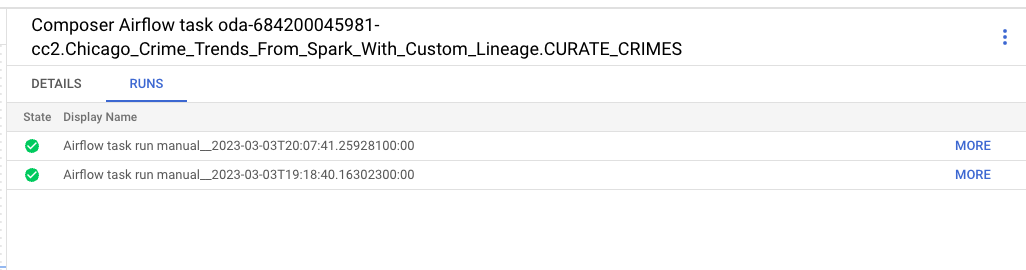 Composer Airflow task oda-684200045981-
cc2.Chicago_Crime_Trends_From_Spark_With_Custom_Lineage.CURATE_CRIMES
DETAILS RUNS
State Display Name
Airflow task run manual__2023-03-03T20:07:41.25928100:00 MORE
Airflow task run manual__2023-03-03T19:18:40.16302300:00 MORE